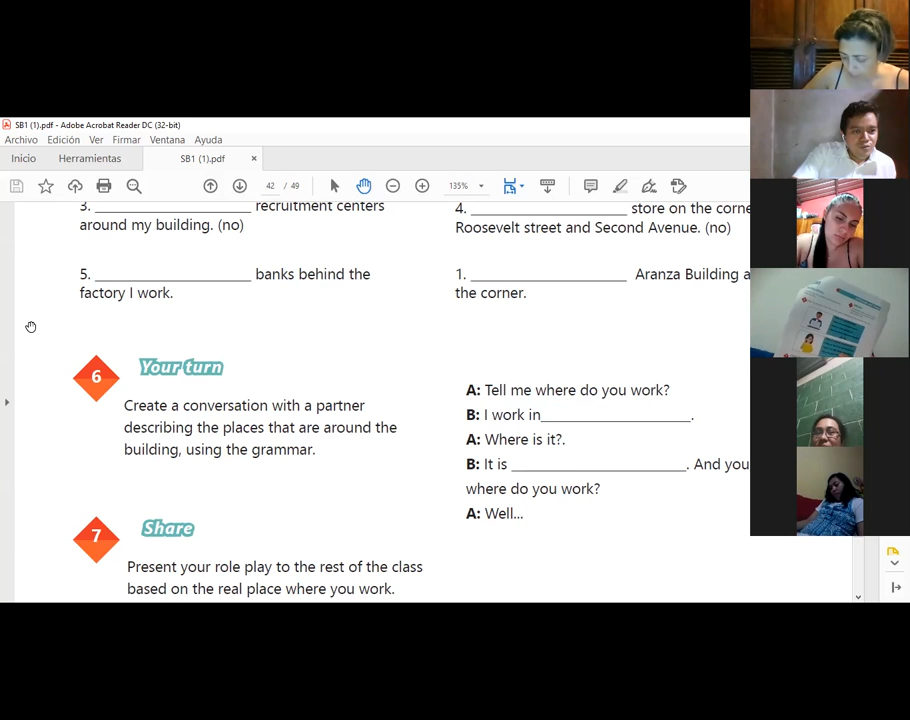 SB1 (1).pdf - Adobe Acrobat Reader DC (32-bit)
Archivo Edición Ver Firmar Ventana Ayuda
Inicio Herramientas SB1 (1).pdf ×
42 / 49 135%
3. __________________ recruitment centers
around my building. (no)
5. __________________ banks behind the
factory I work.
4. __________________ store on the corne
Roosevelt street and Second Avenue. (no)
1. __________________ Aranza Building a
the corner.
6 Your turn
Create a conversation with a partner
describing the places that are around the
building, using the grammar.
A: Tell me where do you work?
B: I work in_________________.
A: Where is it?.
B: It is ____________________. And you
where do you work?
A: Well...
7 Share
Present your role play to the rest of the class
based on the real place where you work.